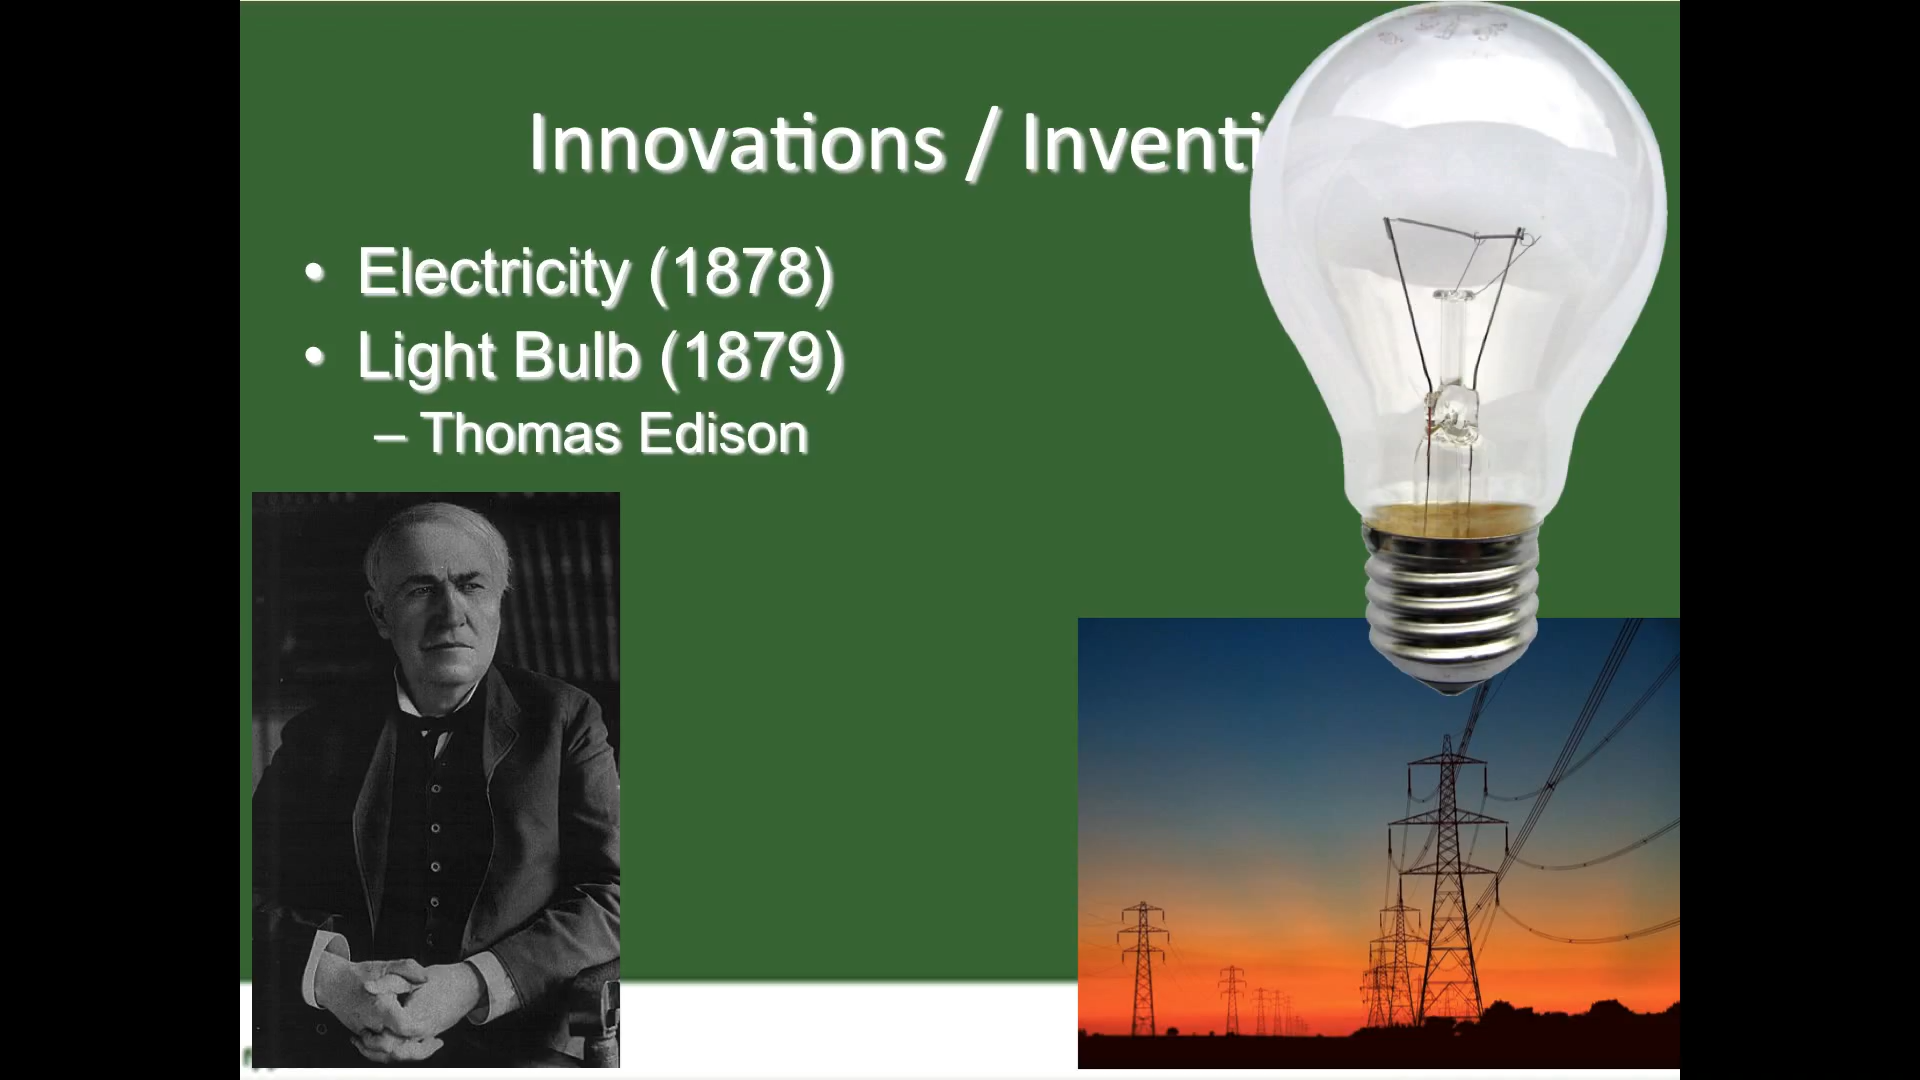 Innovations / Inventi
• Electricity (1878)
• Light Bulb (1879)
– Thomas Edison